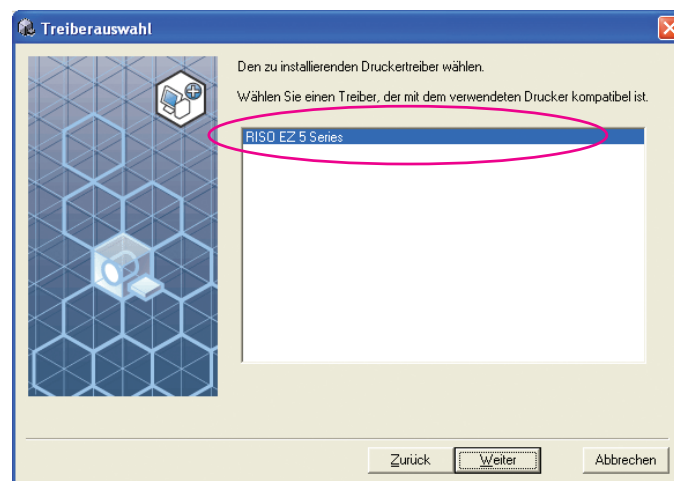 Treiberauswahl
Den zu installierenden Druckertreiber wählen.
Wählen Sie einen Treiber, der mit dem verwendeten Drucker kompatibel ist.
RISO EZ 5 Series
Zurück
Weiter
Abbrechen